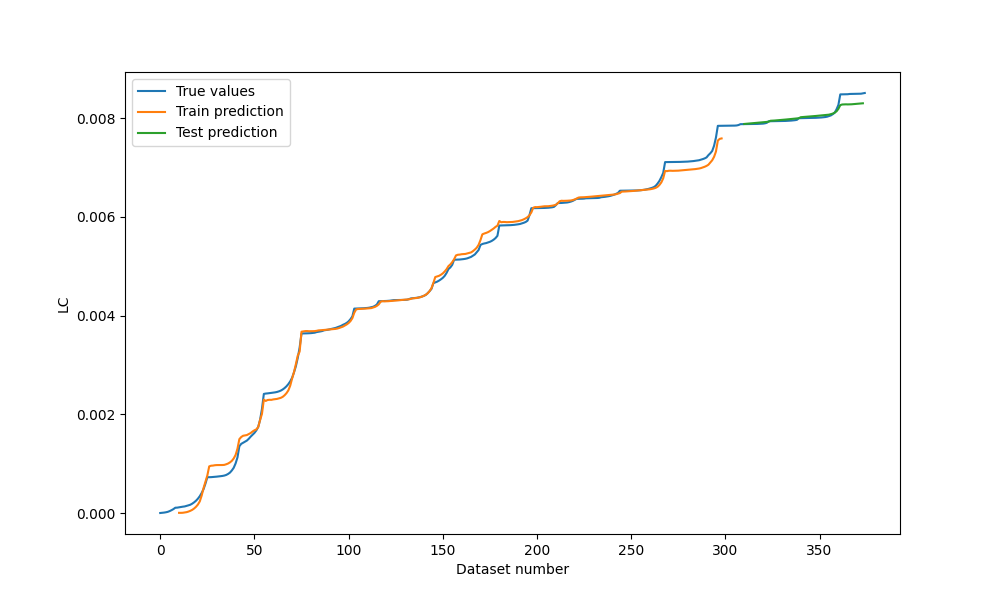 True values
Train prediction
Test prediction
0.008
0.006
0.004
0.002
0.000
LC
0 50 100 150 200 250 300 350
Dataset number